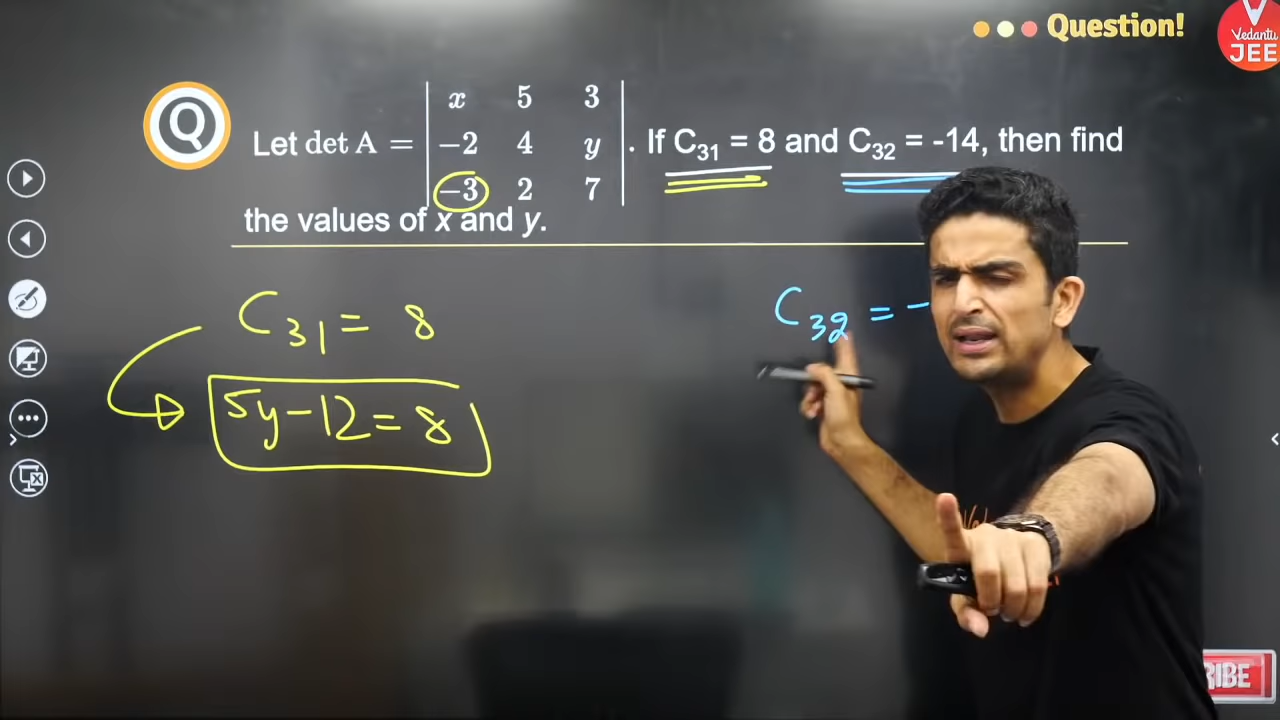 Question!
Vedantu
JEE
Q
Let det A = | x 5 3 |
| -2 4 y |
| -3 2 7 | . If C₃₁ = 8 and C₃₂ = -14, then find
the values of x and y.
C₃₁ = 8
C₃₂ = -
5y-12=8
RIBE